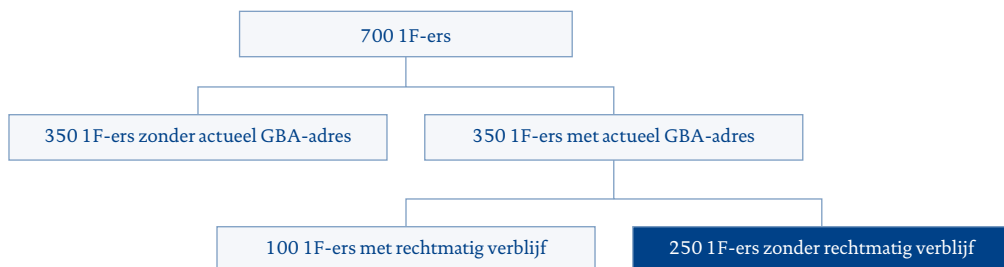 700 1F-ers
350 1F-ers zonder actueel GBA-adres
350 1F-ers met actueel GBA-adres
100 1F-ers met rechtmatig verblijf
250 1F-ers zonder rechtmatig verblijf